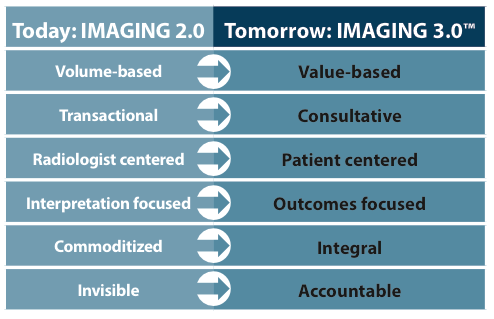 Today: IMAGING 2.0 Tomorrow: IMAGING 3.0™
Volume-based Value-based
Transactional Consultative
Radiologist centered Patient centered
Interpretation focused Outcomes focused
Commoditized Integral
Invisible Accountable